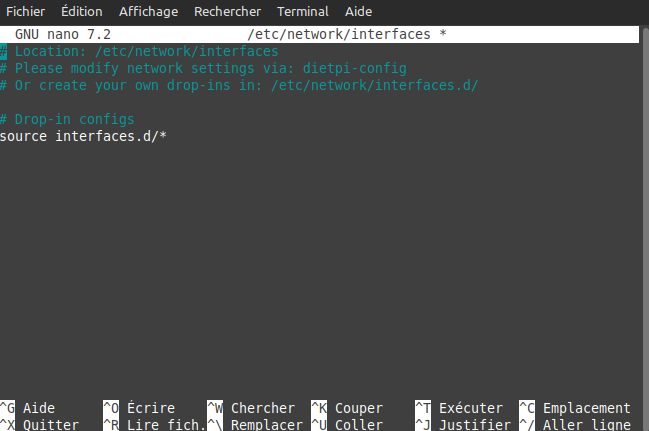 Fichier Édition Affichage Rechercher Terminal Aide
GNU nano 7.2 /etc/network/interfaces *
# Location: /etc/network/interfaces
# Please modify network settings via: dietpi-config
# Or create your own drop-ins in: /etc/network/interfaces.d/
# Drop-in configs
source interfaces.d/*
^G Aide ^O Écrire ^W Chercher ^K Couper ^T Exécuter ^C Emplacement
^X Quitter ^R Lire fich. ^\ Remplacer ^U Coller ^J Justifier ^/ Aller ligne